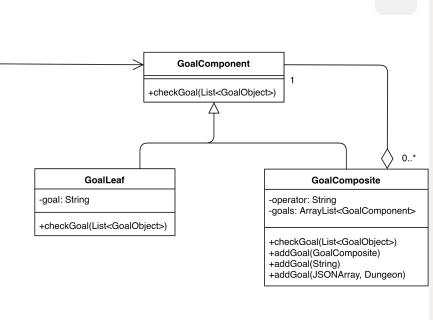 GoalComponent
1
+checkGoal(List<GoalObject>)
0..*
GoalLeaf
-goal: String
+checkGoal(List<GoalObject>)
GoalComposite
-operator: String
-goals: ArrayList<GoalComponent>
+checkGoal(List<GoalObject>)
+addGoal(GoalComposite)
+addGoal(String)
+addGoal(JSONArray, Dungeon)